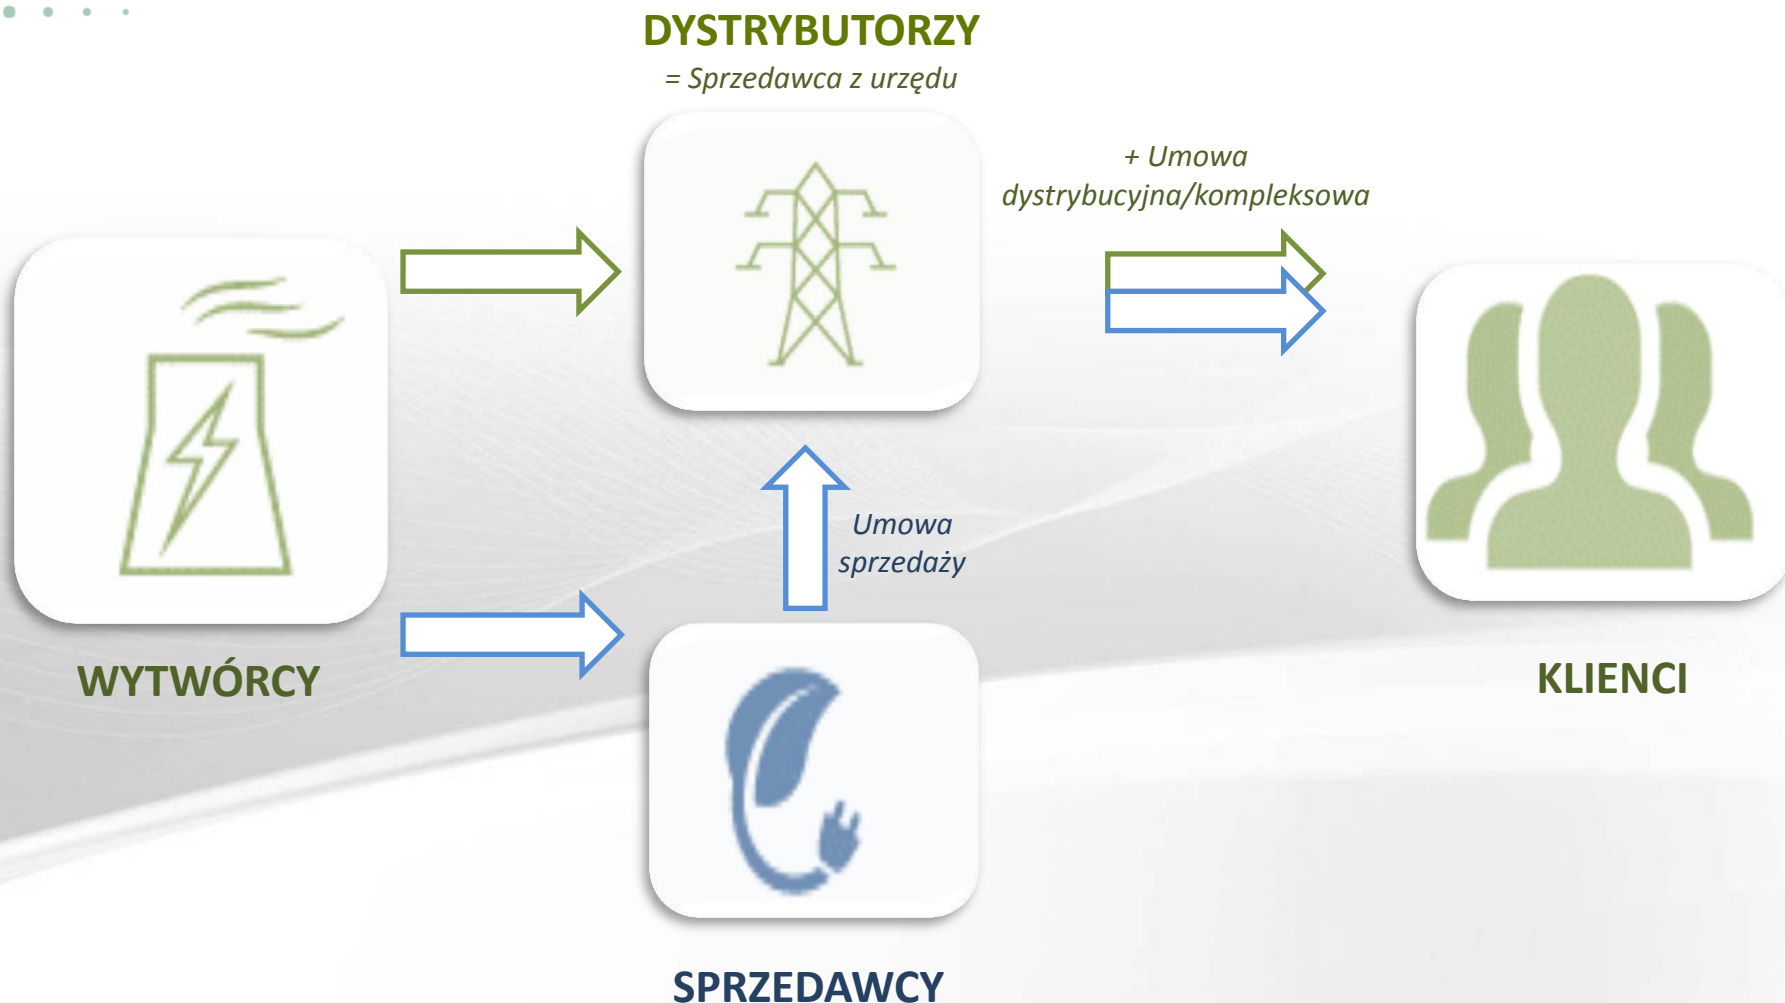 DYSTRYBUTORZY
= Sprzedawca z urzędu
+ Umowa
dystrybucyjna/kompleksowa
Umowa
sprzedaży
WYTWÓRCY
KLIENCI
SPRZEDAWCY